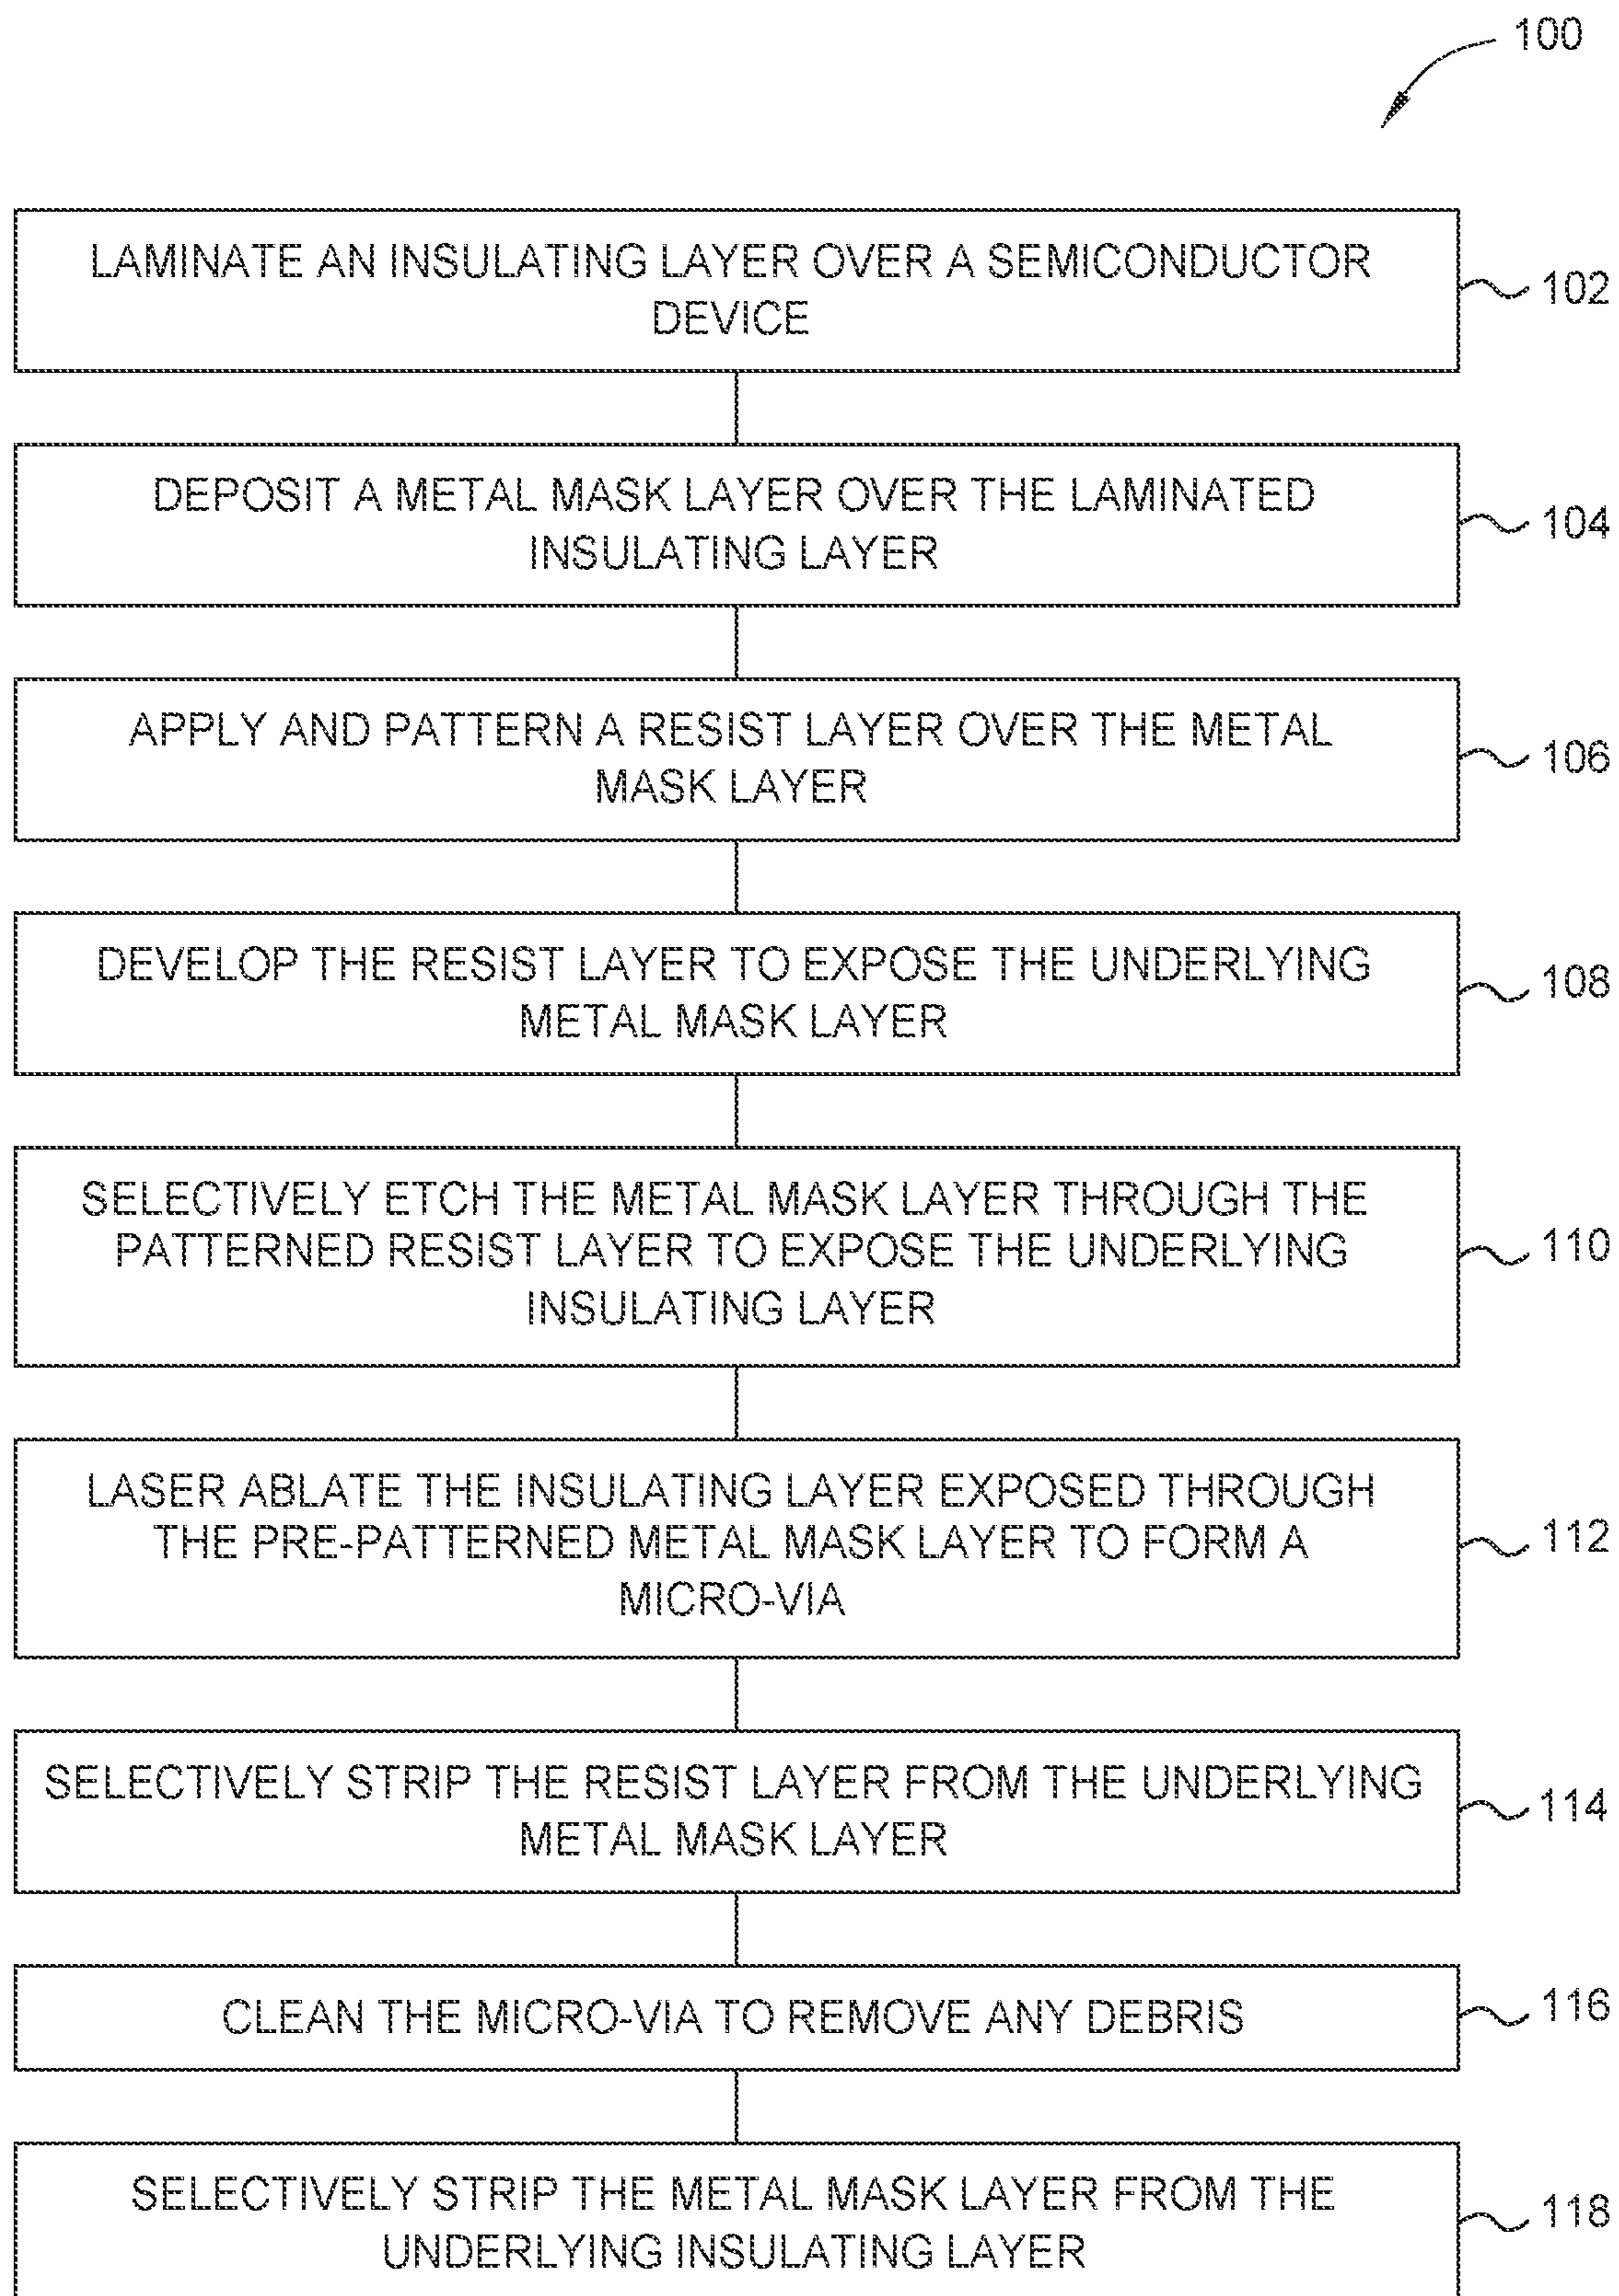 100
LAMINATE AN INSULATING LAYER OVER A SEMICONDUCTOR
DEVICE
102
DEPOSIT A METAL MASK LAYER OVER THE LAMINATED
INSULATING LAYER
104
APPLY AND PATTERN A RESIST LAYER OVER THE METAL
MASK LAYER
106
DEVELOP THE RESIST LAYER TO EXPOSE THE UNDERLYING
METAL MASK LAYER
108
SELECTIVELY ETCH THE METAL MASK LAYER THROUGH THE
PATTERNED RESIST LAYER TO EXPOSE THE UNDERLYING
INSULATING LAYER
110
LASER ABLATE THE INSULATING LAYER EXPOSED THROUGH
THE PRE-PATTERNED METAL MASK LAYER TO FORM A
MICRO-VIA
112
SELECTIVELY STRIP THE RESIST LAYER FROM THE UNDERLYING
METAL MASK LAYER
114
CLEAN THE MICRO-VIA TO REMOVE ANY DEBRIS
116
SELECTIVELY STRIP THE METAL MASK LAYER FROM THE
UNDERLYING INSULATING LAYER
118